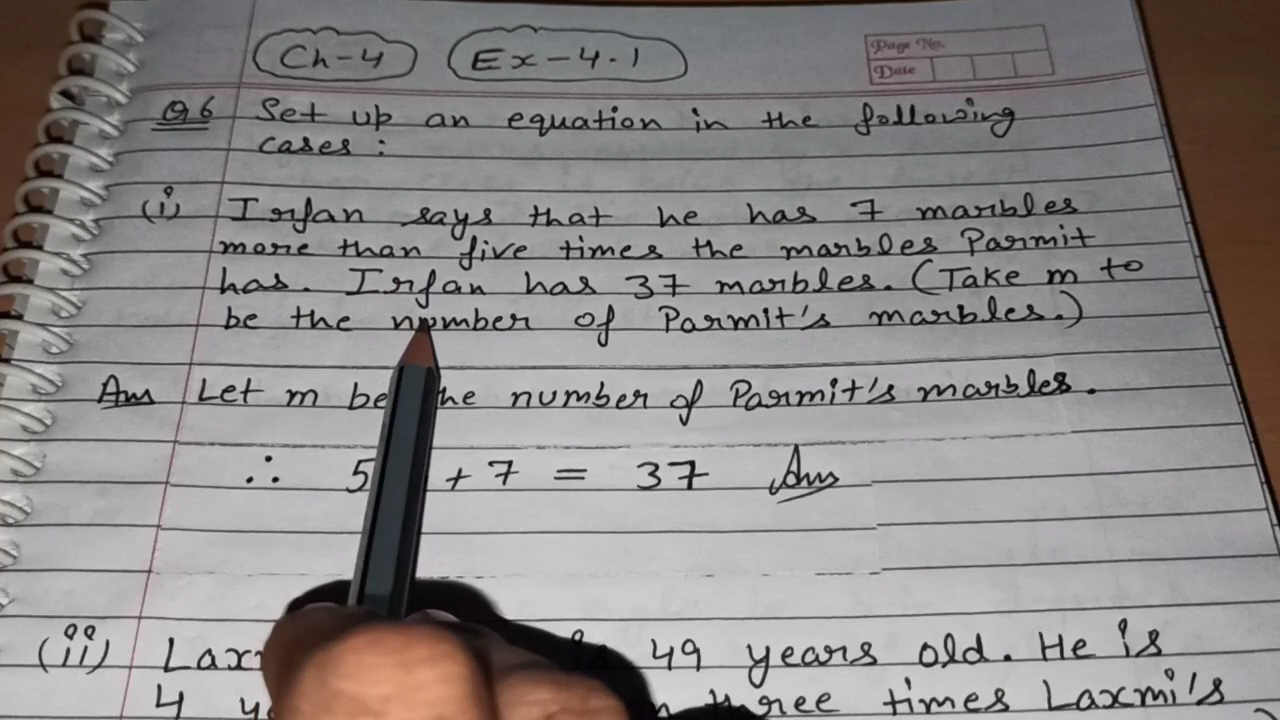 Ch-4 Ex-4.1
Page No.
Date
Q6 Set up an equation in the following
cases:
(i) Irfan says that he has 7 marbles
more than five times the marbles Parmit
has. Irfan has 37 marbles. (Take m to
be the number of Parmit's marbles.)
Ans Let m be he number of Parmit's marbles.
∴ 5 + 7 = 37 Ans
(ii) 49 years old. He is
4 three times Laxmi's